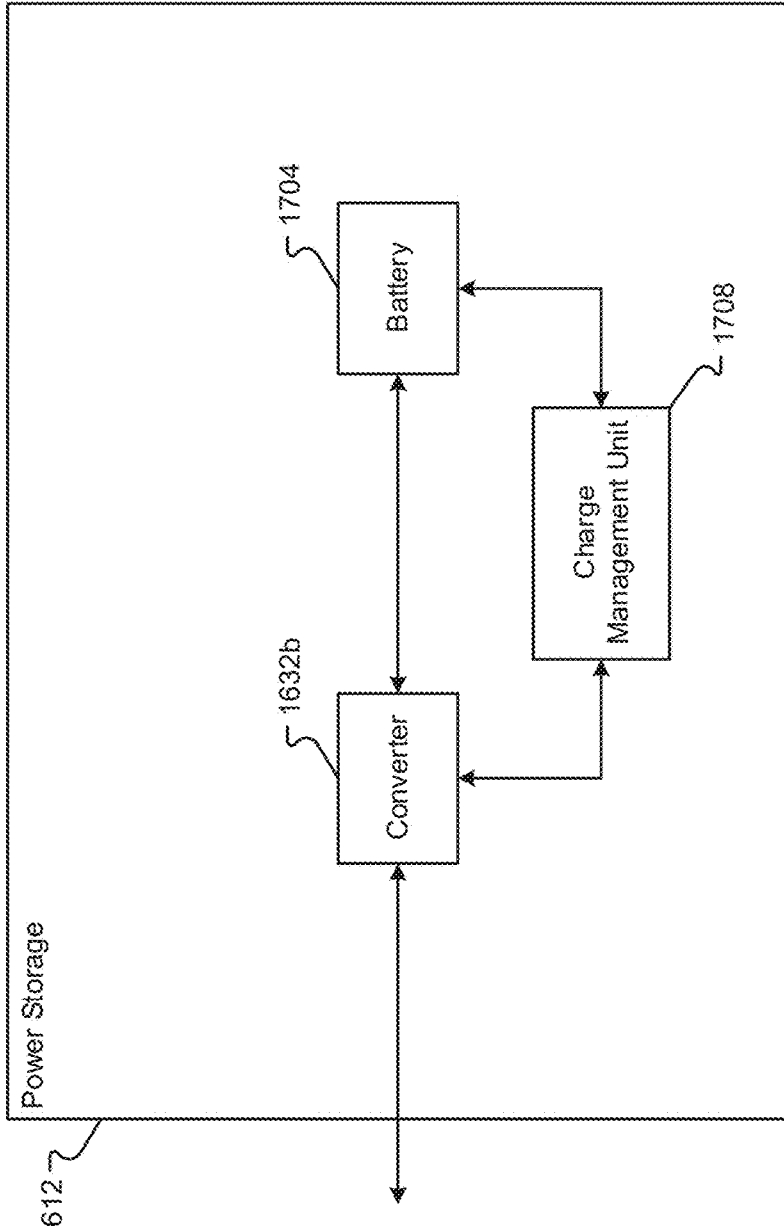 612
Power Storage
1632b
1704
Converter
Battery
Charge
Management Unit
1708